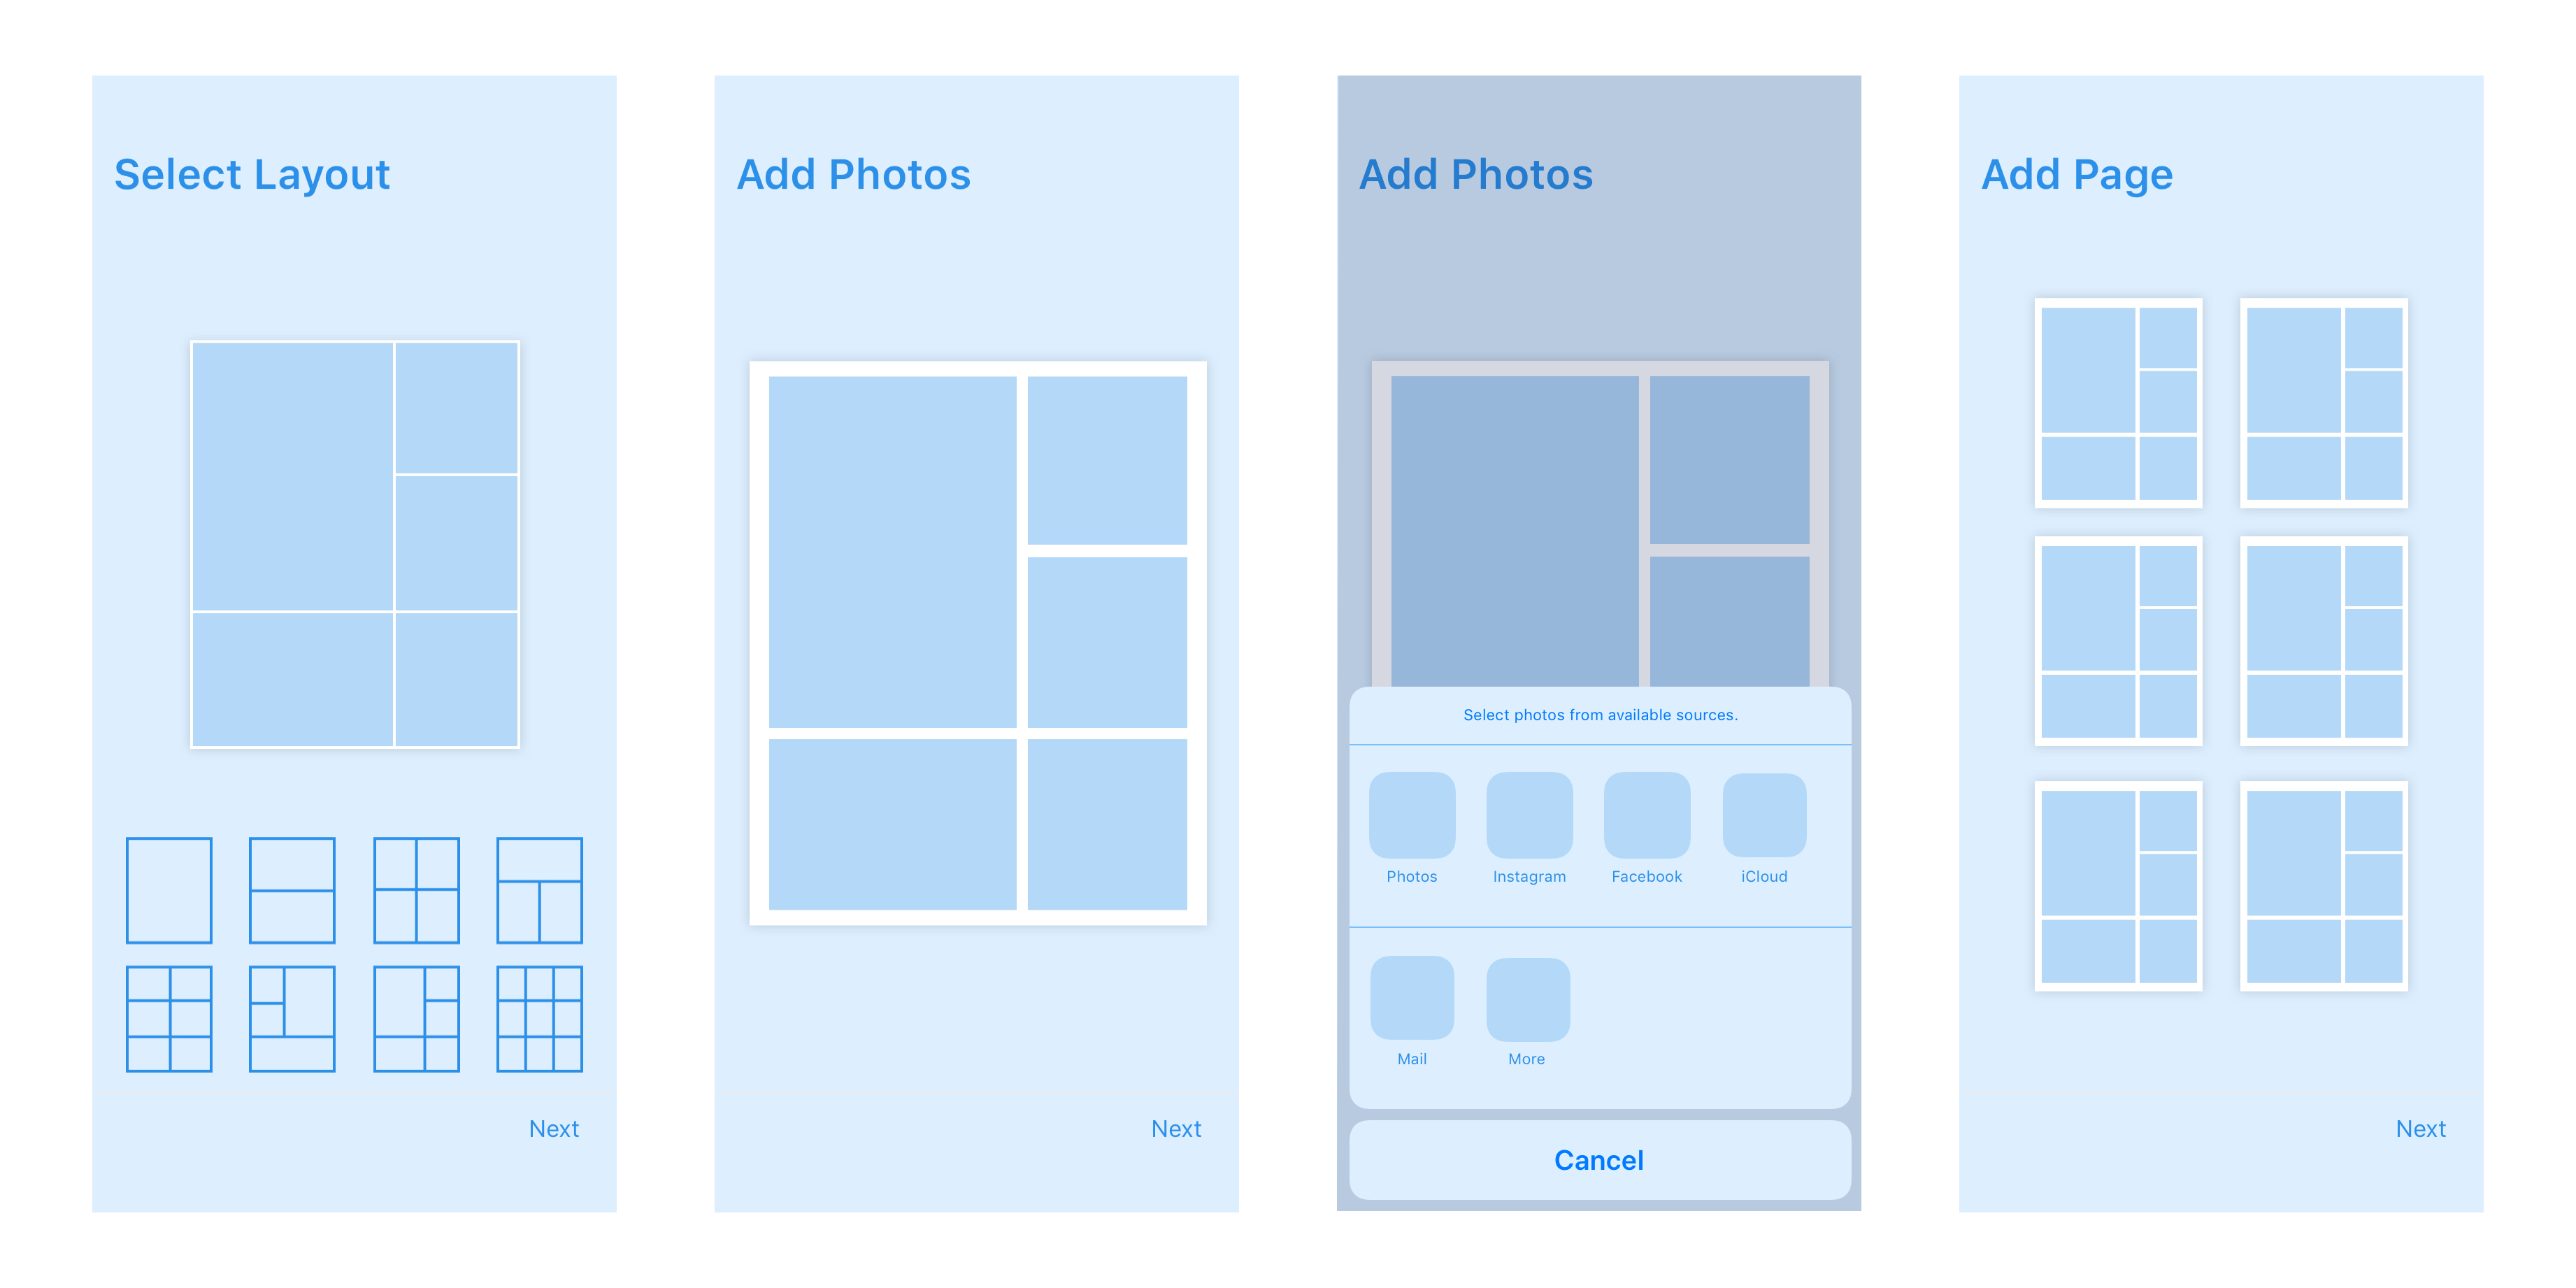 Select Layout
Next
Add Photos
Next
Add Photos
Select photos from available sources.
Photos Instagram Facebook iCloud
Mail More
Cancel
Add Page
Next